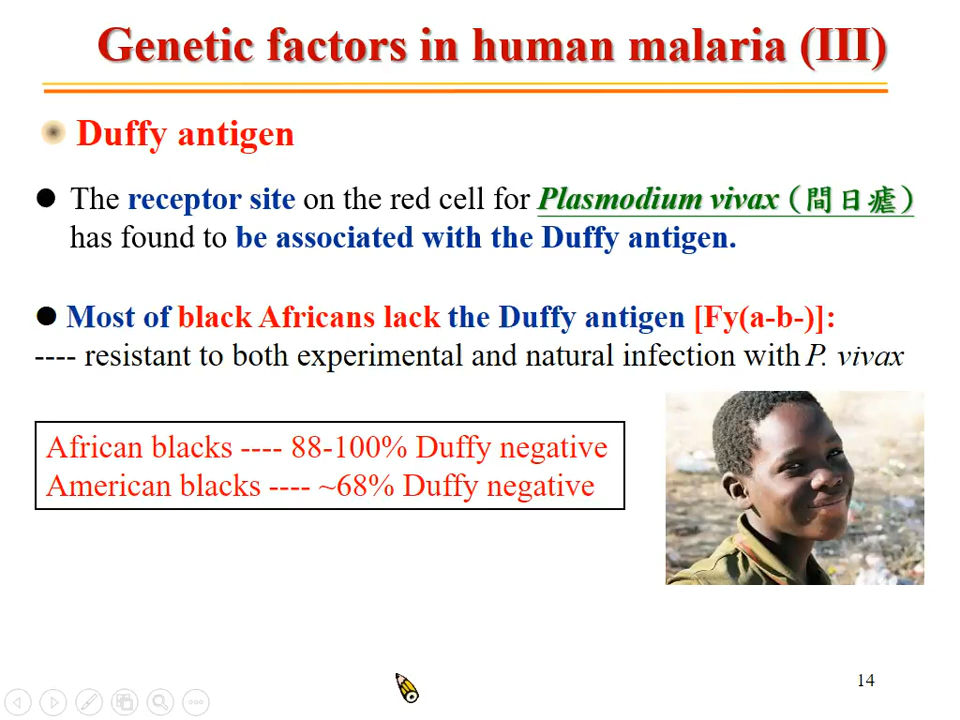 Genetic factors in human malaria (III)
Duffy antigen
The receptor site on the red cell for Plasmodium vivax (間日瘧)
has found to be associated with the Duffy antigen.
Most of black Africans lack the Duffy antigen [Fy(a-b-)]:
---- resistant to both experimental and natural infection with P. vivax
African blacks ---- 88-100% Duffy negative
American blacks ---- ~68% Duffy negative
14